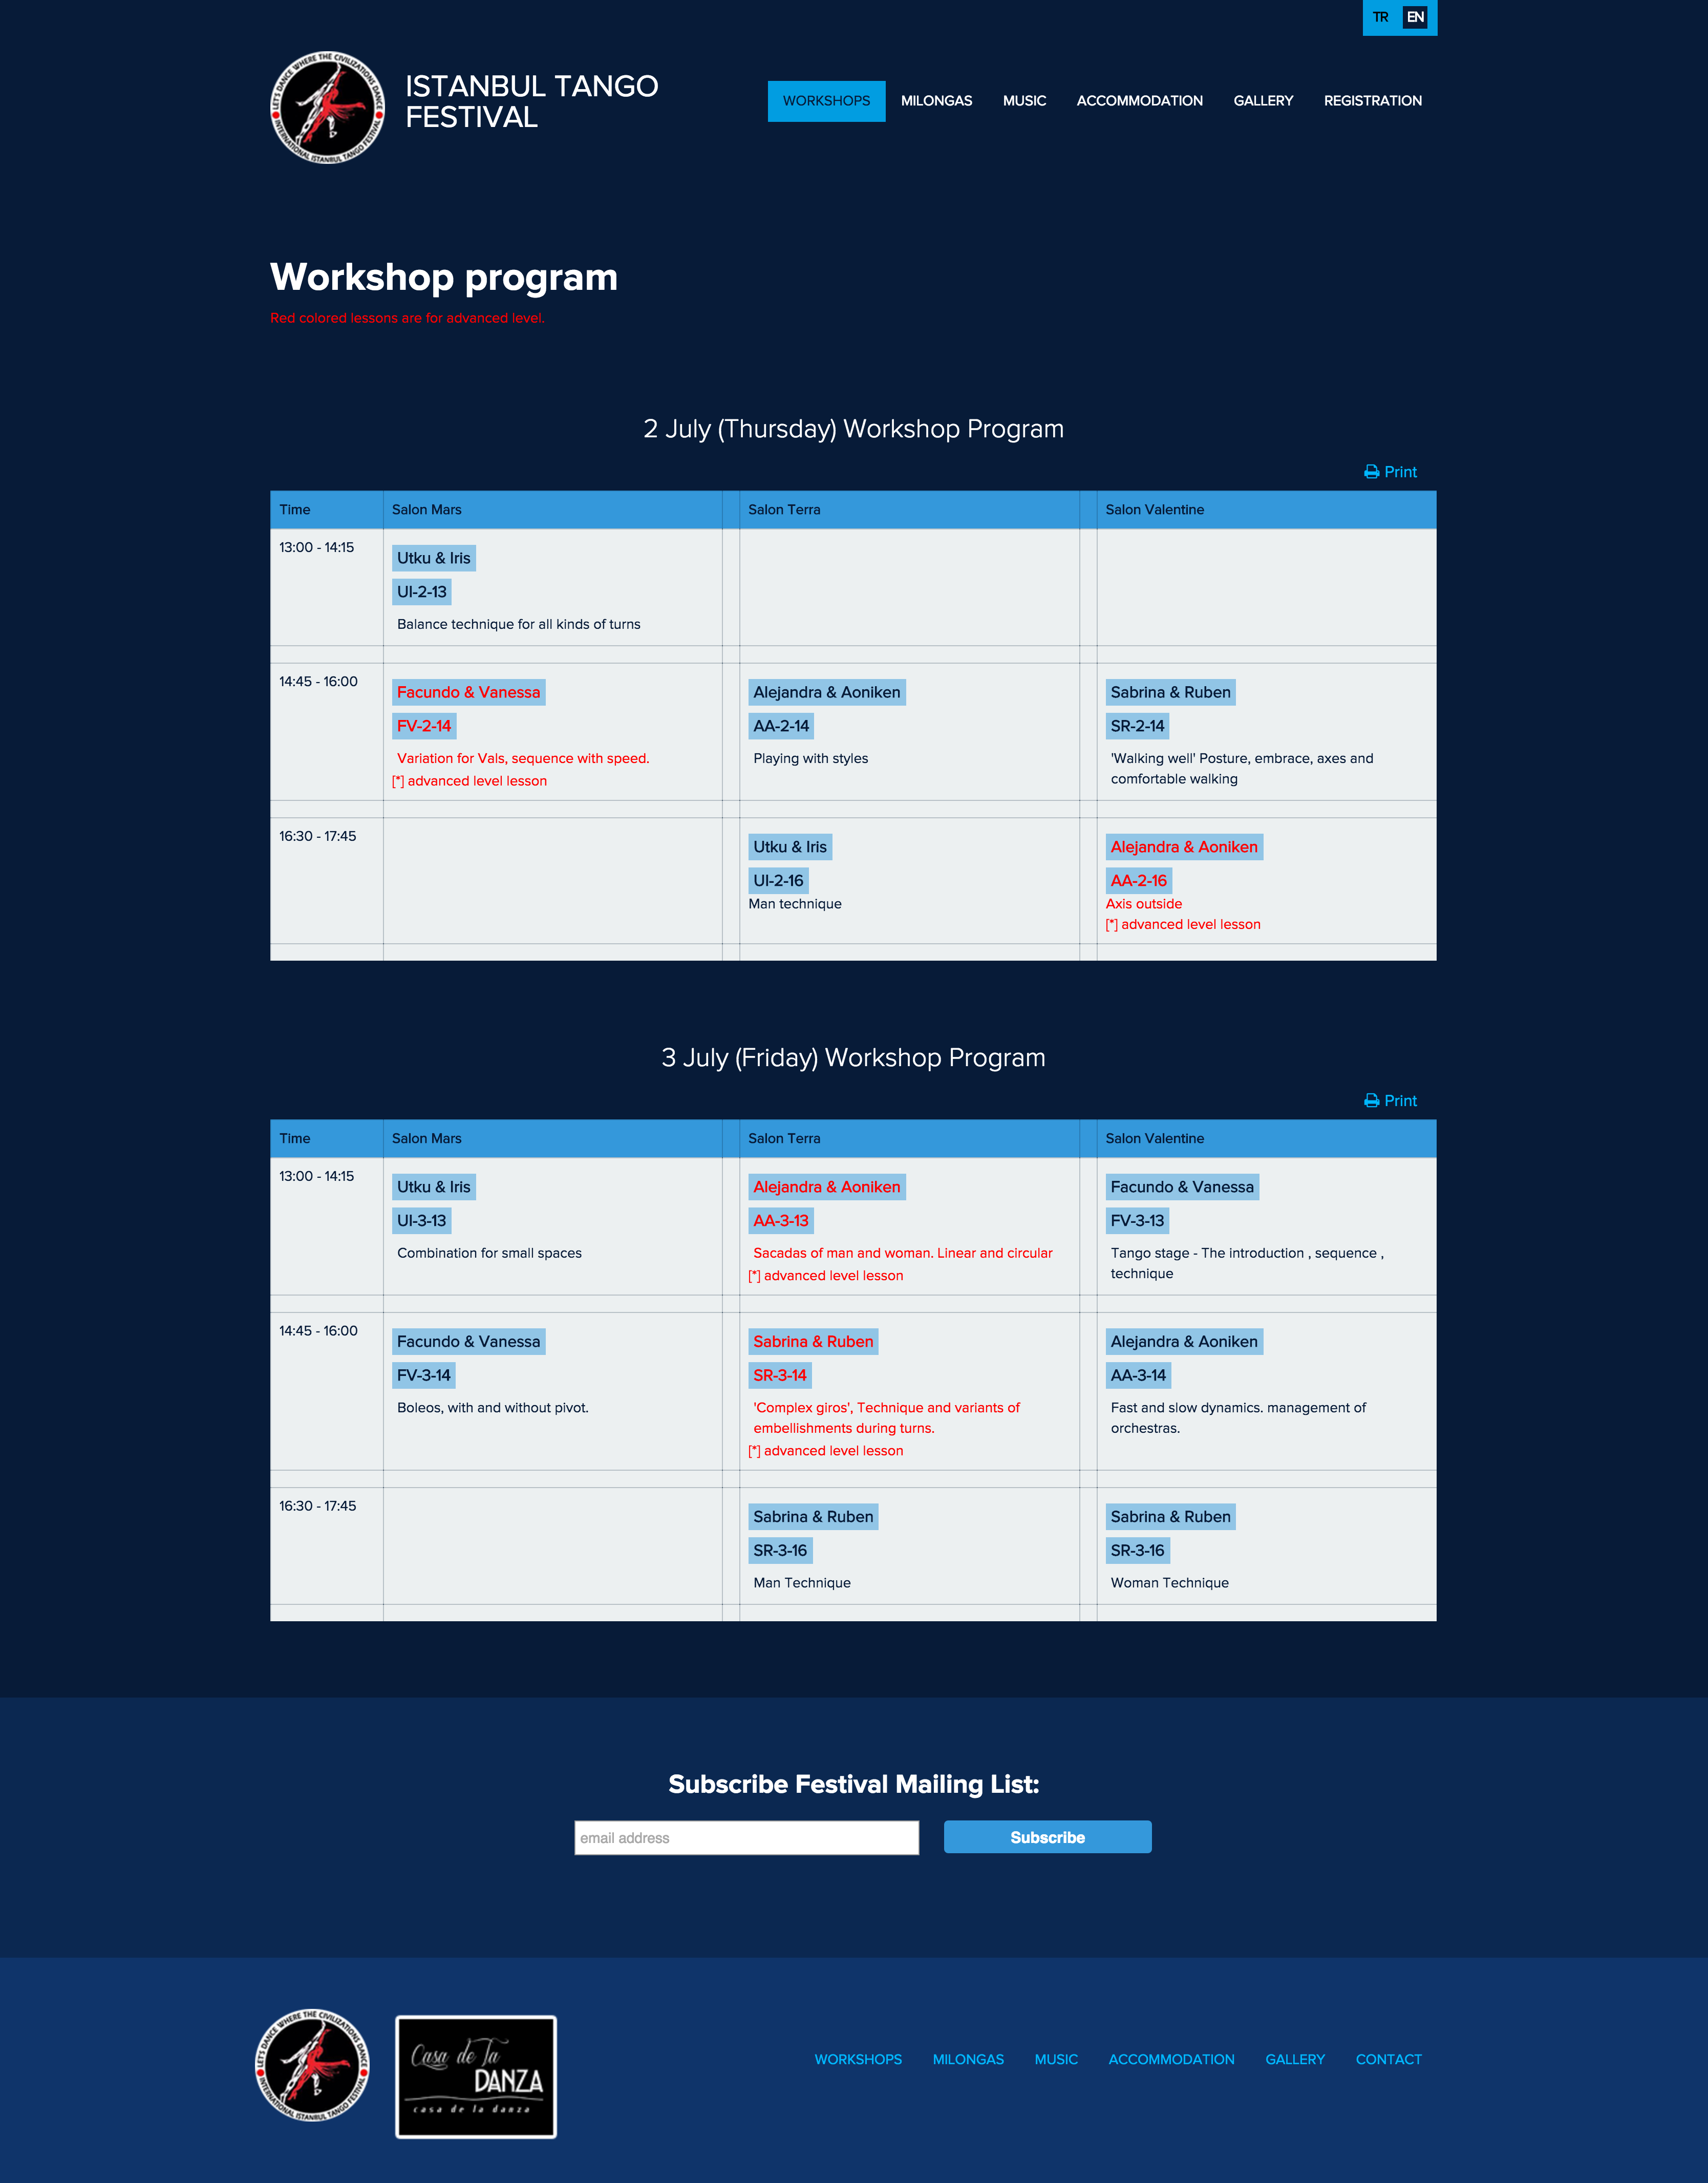 TR EN
LET'S DANCE WHERE THE CIVILIZATIONS DANCE
INTERNATIONAL ISTANBUL TANGO FESTIVAL
ISTANBUL TANGO
FESTIVAL
WORKSHOPS MILONGAS MUSIC ACCOMMODATION GALLERY REGISTRATION
Workshop program
Red colored lessons are for advanced level.
2 July (Thursday) Workshop Program
Print
Time Salon Mars Salon Terra Salon Valentine
13:00 - 14:15
Utku & Iris
UI-2-13
Balance technique for all kinds of turns
14:45 - 16:00
Facundo & Vanessa
FV-2-14
Variation for Vals, sequence with speed.
[*] advanced level lesson
Alejandra & Aoniken
AA-2-14
Playing with styles
Sabrina & Ruben
SR-2-14
'Walking well' Posture, embrace, axes and
comfortable walking
16:30 - 17:45
Utku & Iris
UI-2-16
Man technique
Alejandra & Aoniken
AA-2-16
Axis outside
[*] advanced level lesson
3 July (Friday) Workshop Program
Print
Time Salon Mars Salon Terra Salon Valentine
13:00 - 14:15
Utku & Iris
UI-3-13
Combination for small spaces
Alejandra & Aoniken
AA-3-13
Sacadas of man and woman. Linear and circular
[*] advanced level lesson
Facundo & Vanessa
FV-3-13
Tango stage - The introduction , sequence ,
technique
14:45 - 16:00
Facundo & Vanessa
FV-3-14
Boleos, with and without pivot.
Sabrina & Ruben
SR-3-14
'Complex giros', Technique and variants of
embellishments during turns.
[*] advanced level lesson
Alejandra & Aoniken
AA-3-14
Fast and slow dynamics. management of
orchestras.
16:30 - 17:45
Sabrina & Ruben
SR-3-16
Man Technique
Sabrina & Ruben
SR-3-16
Woman Technique
Subscribe Festival Mailing List:
email address
Subscribe
LET'S DANCE WHERE THE CIVILIZATIONS DANCE
INTERNATIONAL ISTANBUL TANGO FESTIVAL
Casa de la
DANZA
casa de la danza
WORKSHOPS MILONGAS MUSIC ACCOMMODATION GALLERY CONTACT